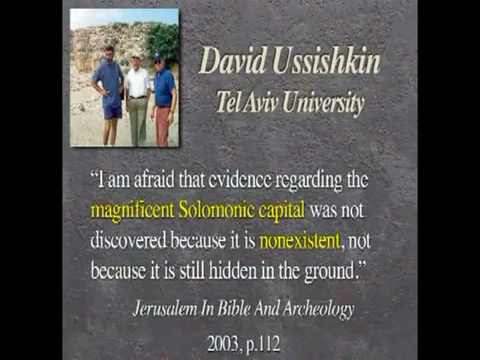 David Ussishkin
Tel Aviv University
“I am afraid that evidence regarding the
magnificent Solomonic capital was not
discovered because it is nonexistent, not
because it is still hidden in the ground.”
Jerusalem In Bible And Archeology
2003, p.112